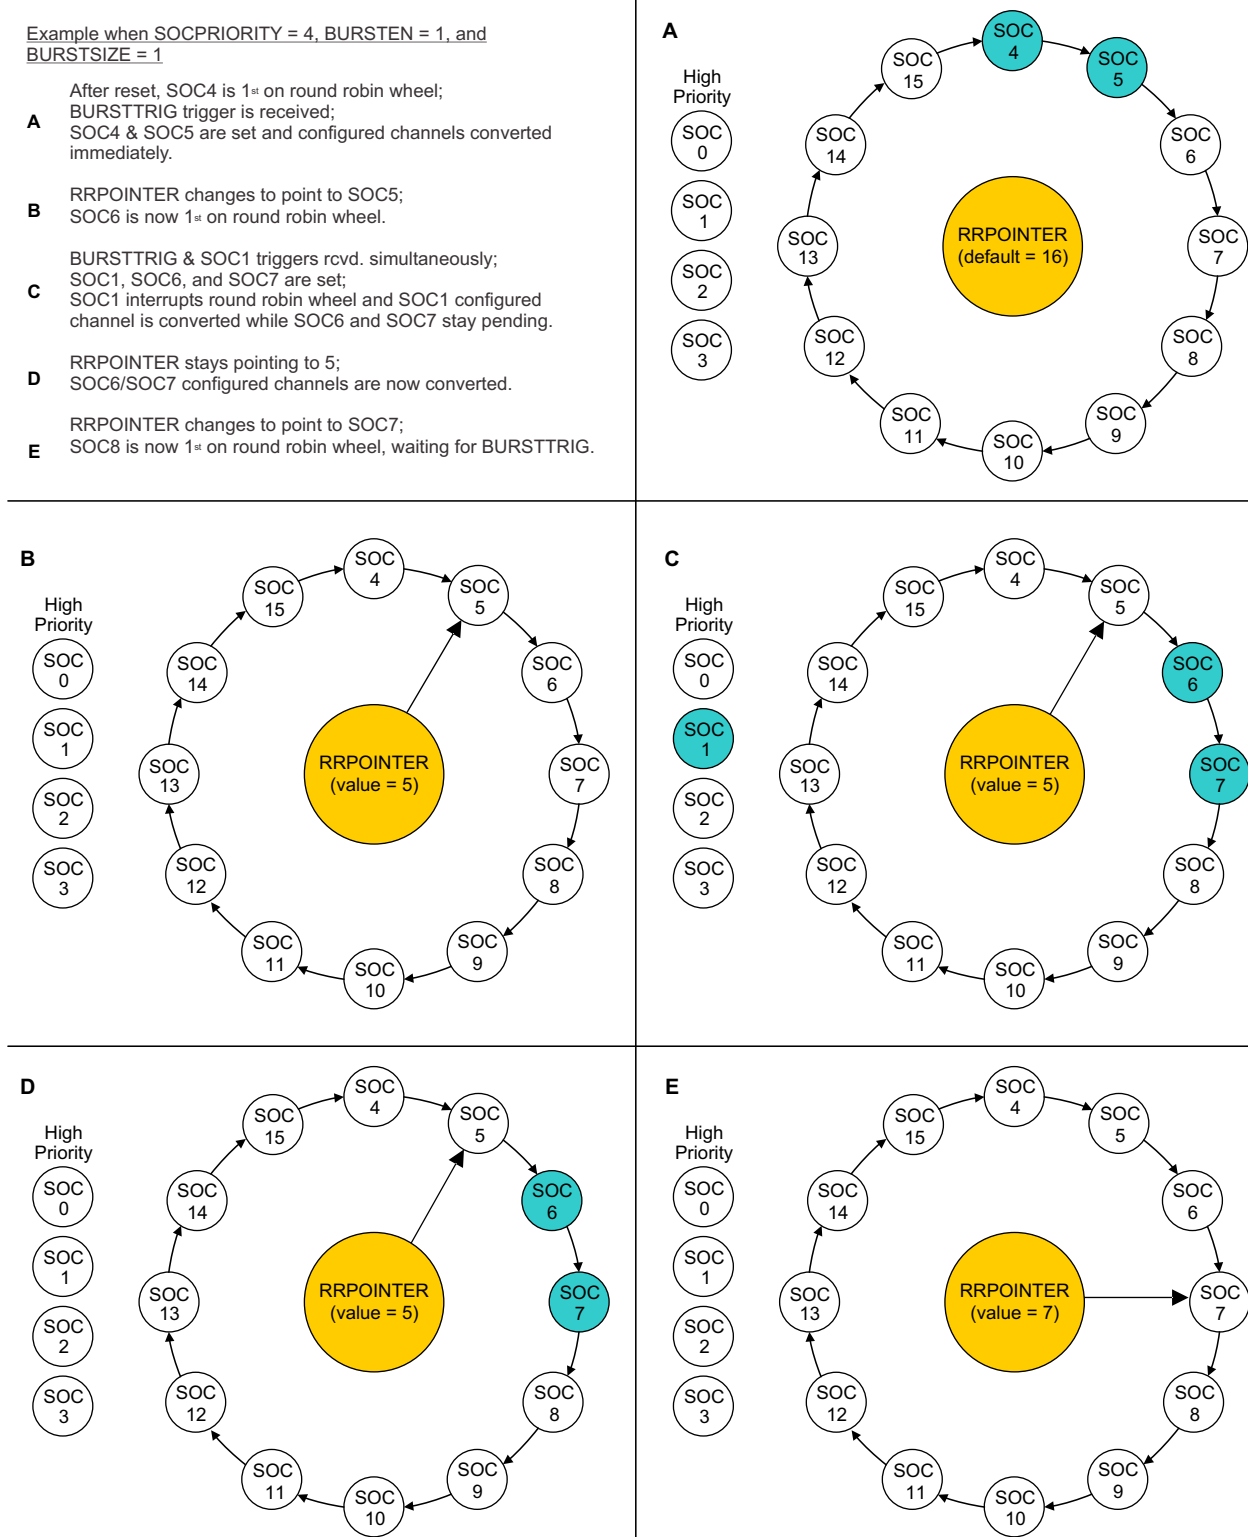 Example when SOCPRIORITY = 4, BURSTEN = 1, and
BURSTSIZE = 1
A
After reset, SOC4 is 1st on round robin wheel;
BURSTTRIG trigger is received;
SOC4 & SOC5 are set and configured channels converted
immediately.
B
RRPOINTER changes to point to SOC5;
SOC6 is now 1st on round robin wheel.
C
BURSTTRIG & SOC1 triggers rcvd. simultaneously;
SOC1, SOC6, and SOC7 are set;
SOC1 interrupts round robin wheel and SOC1 configured
channel is converted while SOC6 and SOC7 stay pending.
D
RRPOINTER stays pointing to 5;
SOC6/SOC7 configured channels are now converted.
E
RRPOINTER changes to point to SOC7;
SOC8 is now 1st on round robin wheel, waiting for BURSTTRIG.
A
High
Priority
SOC
0
SOC
1
SOC
2
SOC
3
SOC
4
SOC
5
SOC
6
SOC
7
SOC
8
SOC
9
SOC
10
SOC
11
SOC
12
SOC
13
SOC
14
SOC
15
RRPOINTER
(default = 16)
B
High
Priority
SOC
0
SOC
1
SOC
2
SOC
3
SOC
4
SOC
5
SOC
6
SOC
7
SOC
8
SOC
9
SOC
10
SOC
11
SOC
12
SOC
13
SOC
14
SOC
15
RRPOINTER
(value = 5)
C
High
Priority
SOC
0
SOC
1
SOC
2
SOC
3
SOC
4
SOC
5
SOC
6
SOC
7
SOC
8
SOC
9
SOC
10
SOC
11
SOC
12
SOC
13
SOC
14
SOC
15
RRPOINTER
(value = 5)
D
High
Priority
SOC
0
SOC
1
SOC
2
SOC
3
SOC
4
SOC
5
SOC
6
SOC
7
SOC
8
SOC
9
SOC
10
SOC
11
SOC
12
SOC
13
SOC
14
SOC
15
RRPOINTER
(value = 5)
E
High
Priority
SOC
0
SOC
1
SOC
2
SOC
3
SOC
4
SOC
5
SOC
6
SOC
7
SOC
8
SOC
9
SOC
10
SOC
11
SOC
12
SOC
13
SOC
14
SOC
15
RRPOINTER
(value = 7)